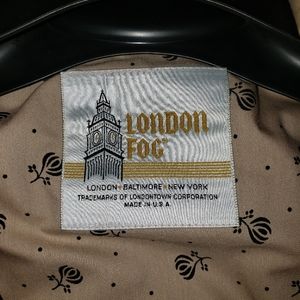 LONDON
FOG®
LONDON • BALTIMORE • NEW YORK
TRADEMARKS OF LONDONTOWN CORPORATION
MADE IN U.S.A.